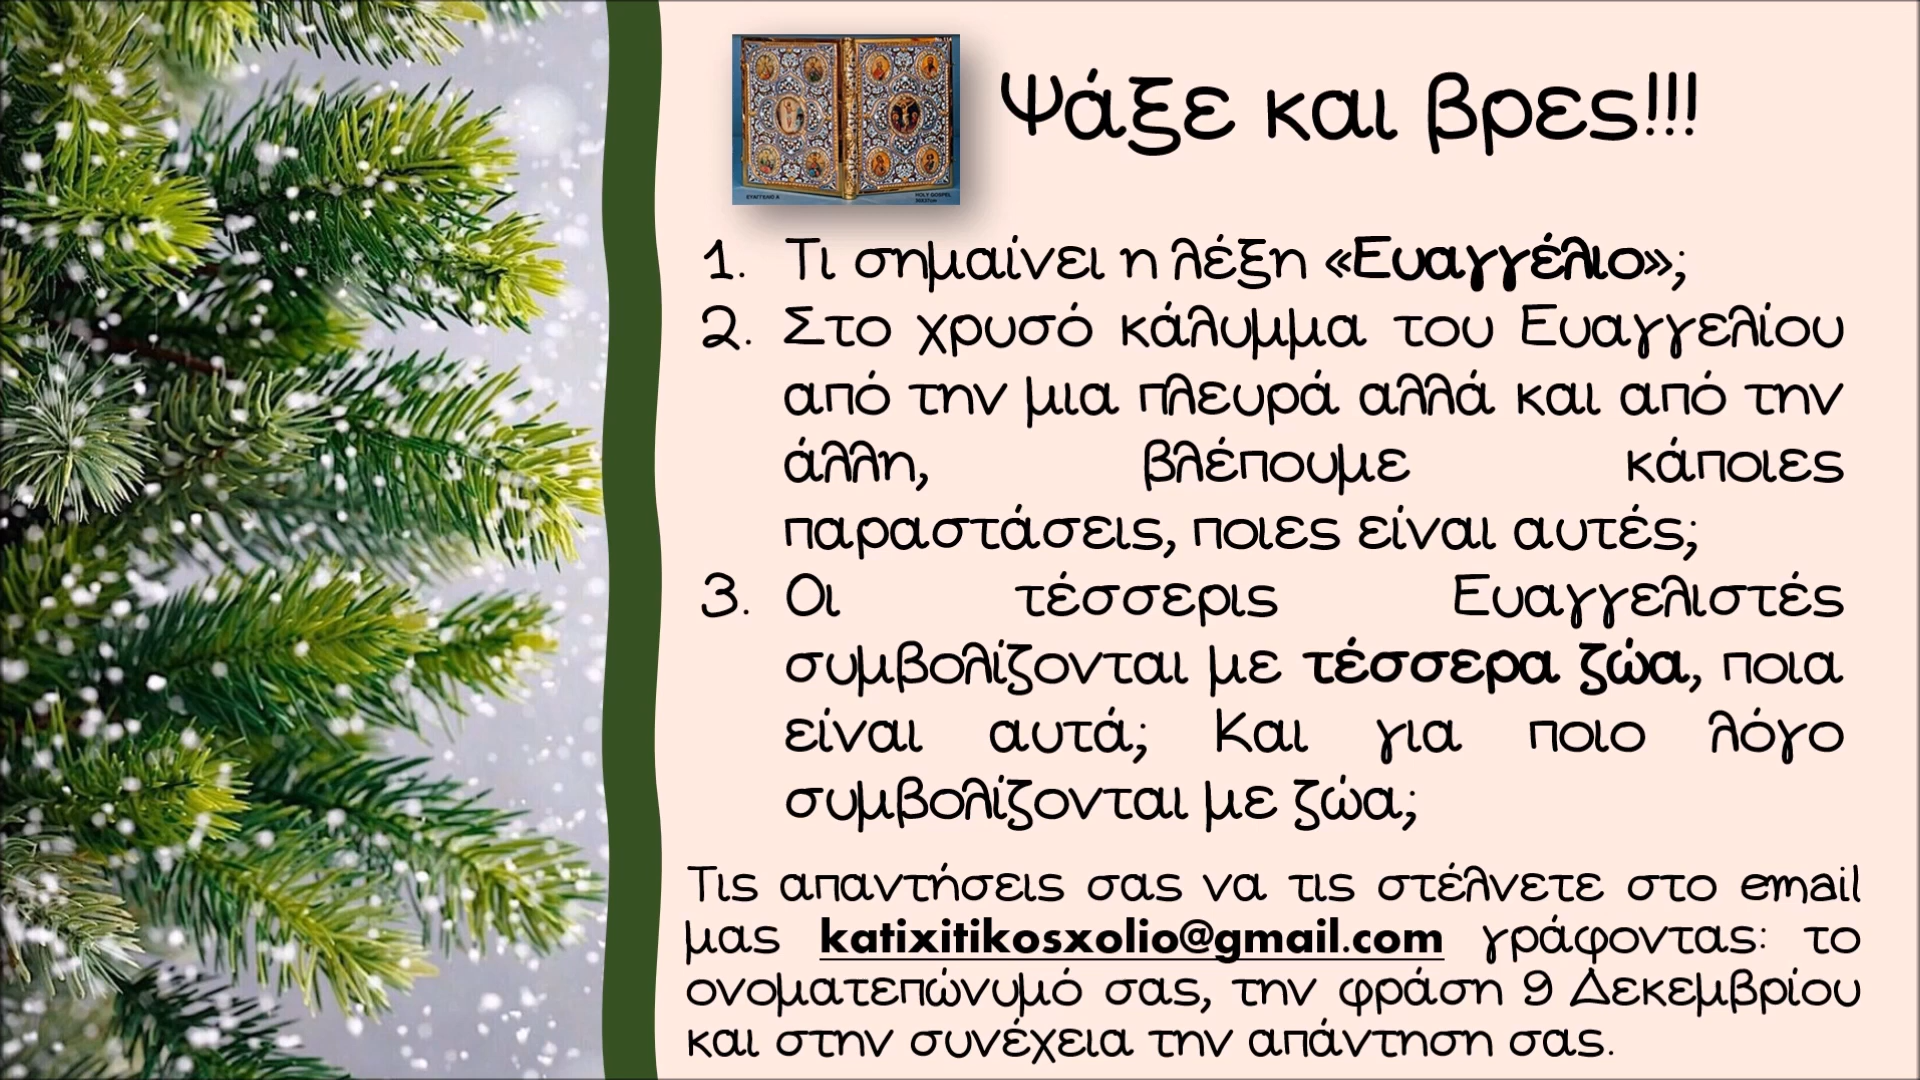 Ψάξε και βρες!!!
ΕΥΑΓΓΕΛΙΟ Α
HOLY GOSPEL
1. Τι σημαίνει η λέξη «Ευαγγέλιο»;
2. Στο χρυσό κάλυμμα του Ευαγγελίου
από την μια πλευρά αλλά και από την
άλλη, βλέπουμε κάποιες
παραστάσεις, ποιες είναι αυτές;
3. Οι τέσσερις Ευαγγελιστές
συμβολίζονται με τέσσερα ζώα, ποια
είναι αυτά; Και για ποιο λόγο
συμβολίζονται με ζώα;
Τις απαντήσεις σας να τις στέλνετε στο email
μας katixitikosxolio@gmail.com γράφοντας: το
ονοματεπώνυμό σας, την φράση 9 Δεκεμβρίου
και στην συνέχεια την απάντηση σας.